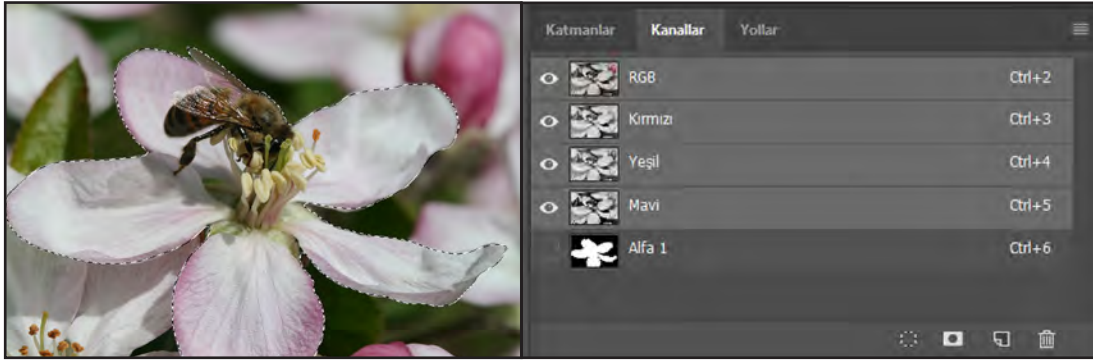 Katmanlar Kanallar Yollar
RGB Ctrl+2
Kırmızı Ctrl+3
Yeşil Ctrl+4
Mavi Ctrl+5
Alfa 1 Ctrl+6